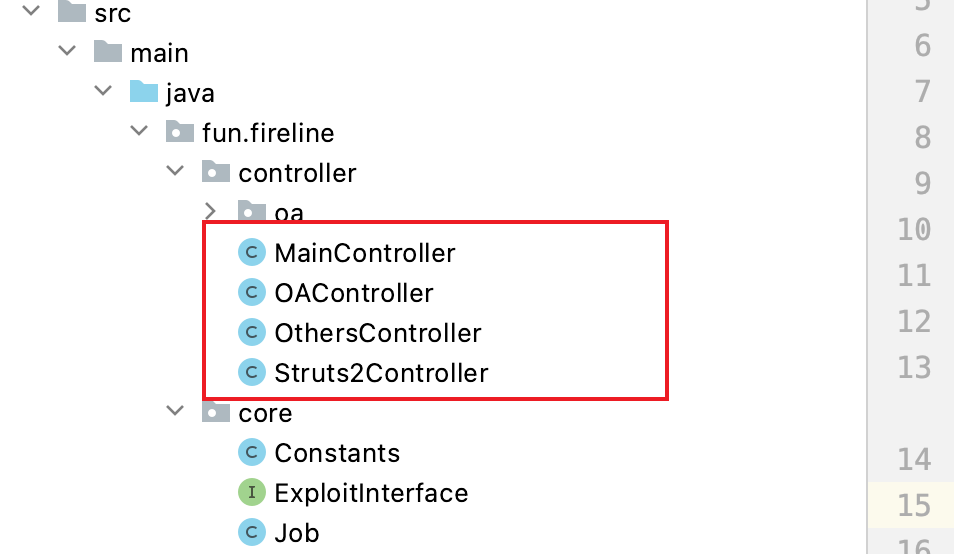 src
main
java
fun.fireline
controller
oa
C MainController
C OAController
C OthersController
C Struts2Controller
core
C Constants
I ExploitInterface
C Job
5
6
7
8
9
10
11
12
13
14
15
16